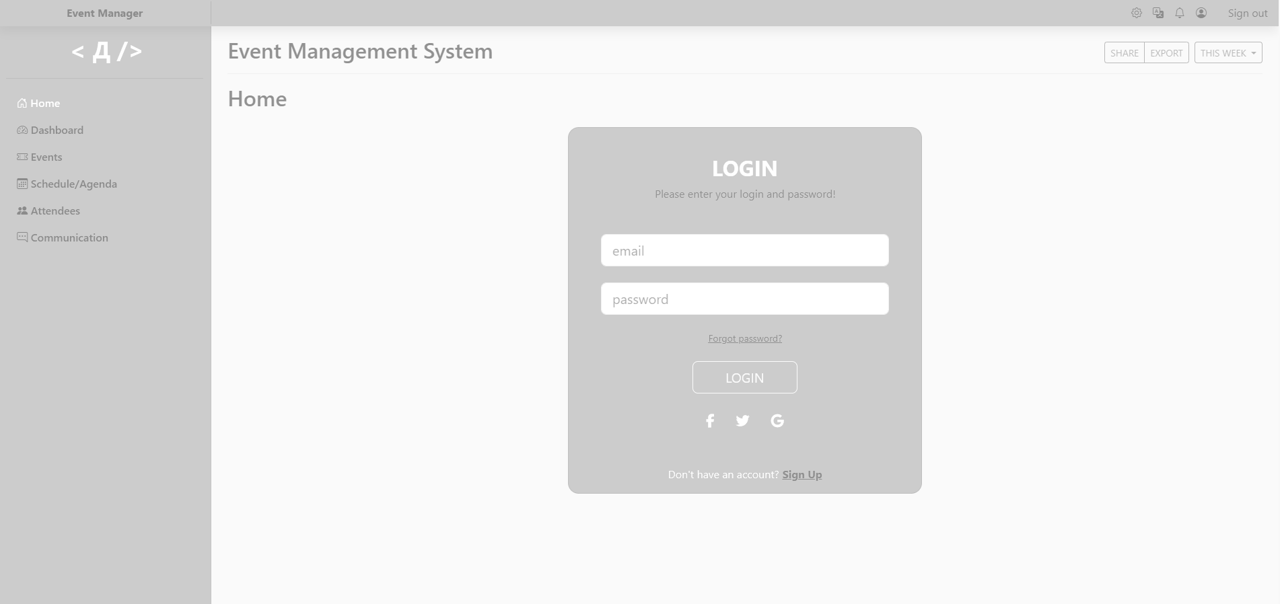 Event Manager
Sign out
< Д />
Event Management System
SHARE EXPORT THIS WEEK
Home
Home
Dashboard
Events
Schedule/Agenda
Attendees
Communication
LOGIN
Please enter your login and password!
email
password
Forgot password?
LOGIN
Don't have an account? Sign Up